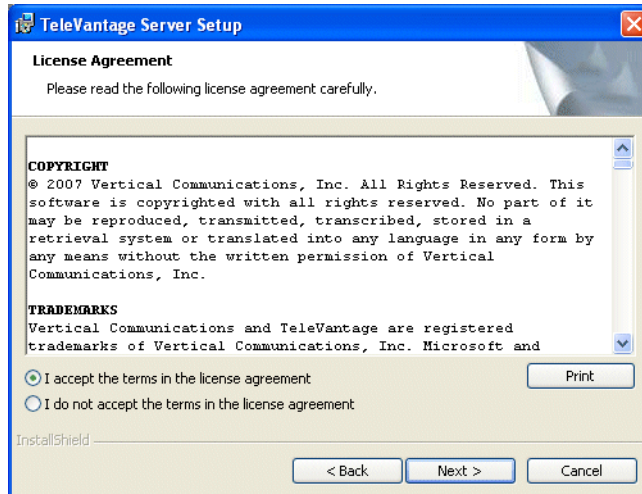 TeleVantage Server Setup
License Agreement
Please read the following license agreement carefully.
COPYRIGHT
© 2007 Vertical Communications, Inc. All Rights Reserved. This
software is copyrighted with all rights reserved. No part of it
may be reproduced, transmitted, transcribed, stored in a
retrieval system or translated into any language in any form by
any means without the written permission of Vertical
Communications, Inc.
TRADEMARKS
Vertical Communications and TeleVantage are registered
trademarks of Vertical Communications, Inc. Microsoft and
I accept the terms in the license agreement
Print
I do not accept the terms in the license agreement
InstallShield
< Back
Next >
Cancel